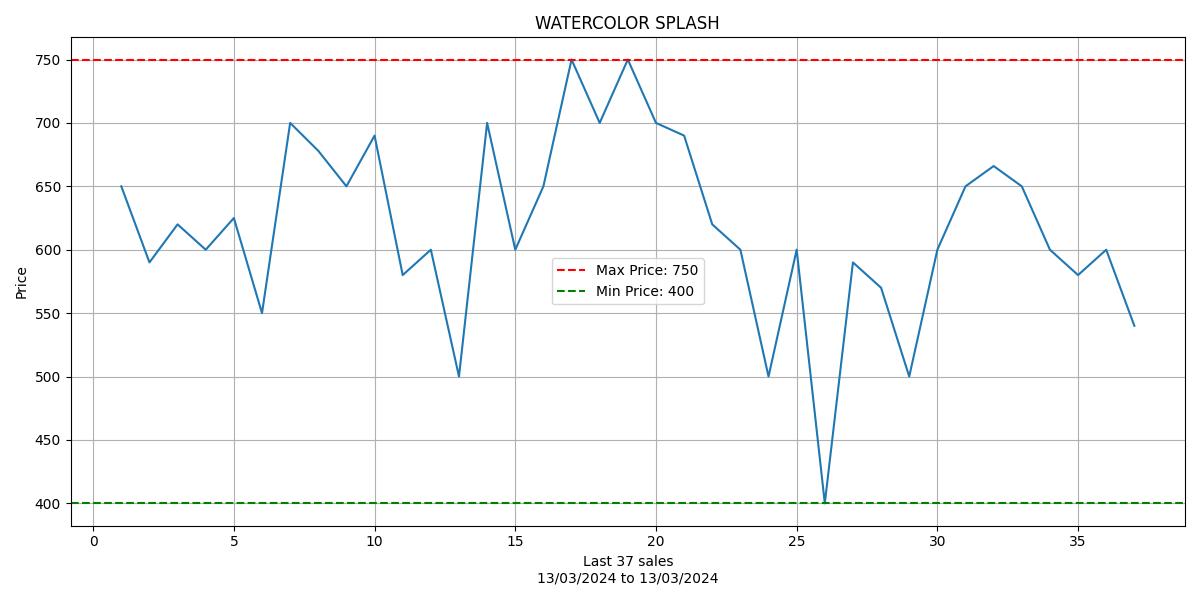 WATERCOLOR SPLASH
750
700
650
600
550
500
450
400
Price
Max Price: 750
Min Price: 400
0 5 10 15 20 25 30 35
Last 37 sales
13/03/2024 to 13/03/2024